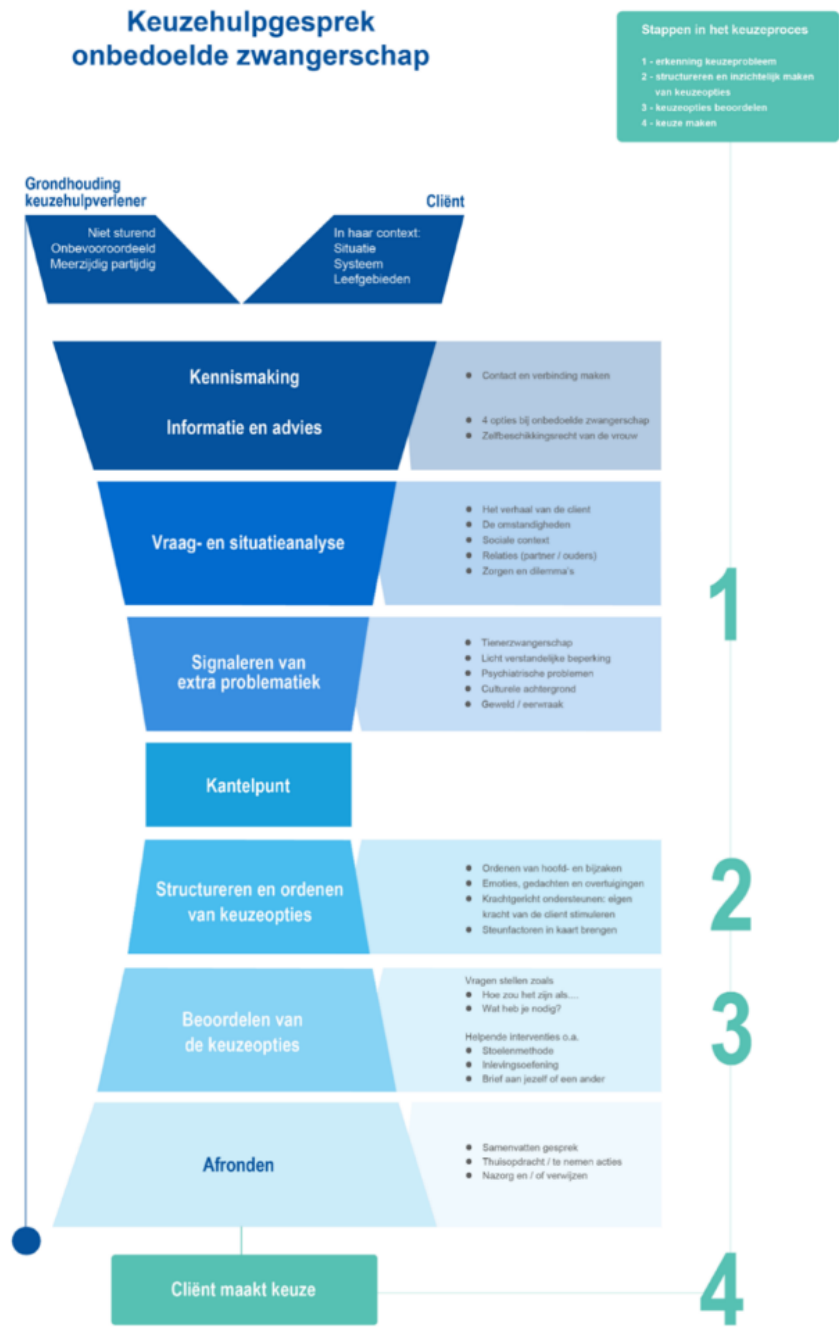 Keuzehulpgesprek
onbedoelde zwangerschap
Stappen in het keuzeproces
1 - erkenning keuzeprobleem
2 - structureren en inzichtelijk maken
van keuzeopties
3 - keuzeopties beoordelen
4 - keuze maken
Grondhouding
keuzehulpverlener
Niet sturend
Onbevooroordeeld
Meerzijdig partijdig
Cliënt
In haar context:
Situatie
Systeem
Leefgebieden
Kennismaking
Informatie en advies
● Contact en verbinding maken
● 4 opties bij onbedoelde zwangerschap
● Zelfbeschikkingsrecht van de vrouw
Vraag- en situatieanalyse
● Het verhaal van de client
● De omstandigheden
● Sociale context
● Relaties (partner / ouders)
● Zorgen en dilemma's
1
Signaleren van
extra problematiek
● Tienerzwangerschap
● Licht verstandelijke beperking
● Psychiatrische problemen
● Culturele achtergrond
● Geweld / eerwraak
Kantelpunt
Structureren en ordenen
van keuzeopties
● Ordenen van hoofd- en bijzaken
● Emoties, gedachten en overtuigingen
● Krachtgericht ondersteunen: eigen
kracht van de client stimuleren
● Steunfactoren in kaart brengen
2
Beoordelen van
de keuzeopties
Vragen stellen zoals
● Hoe zou het zijn als....
● Wat heb je nodig?
Helpende interventies o.a.
● Stoelenmethode
● Inlevingsoefening
● Brief aan jezelf of een ander
3
Afronden
● Samenvatten gesprek
● Thuisopdracht / te nemen acties
● Nazorg en / of verwijzen
Cliënt maakt keuze
4